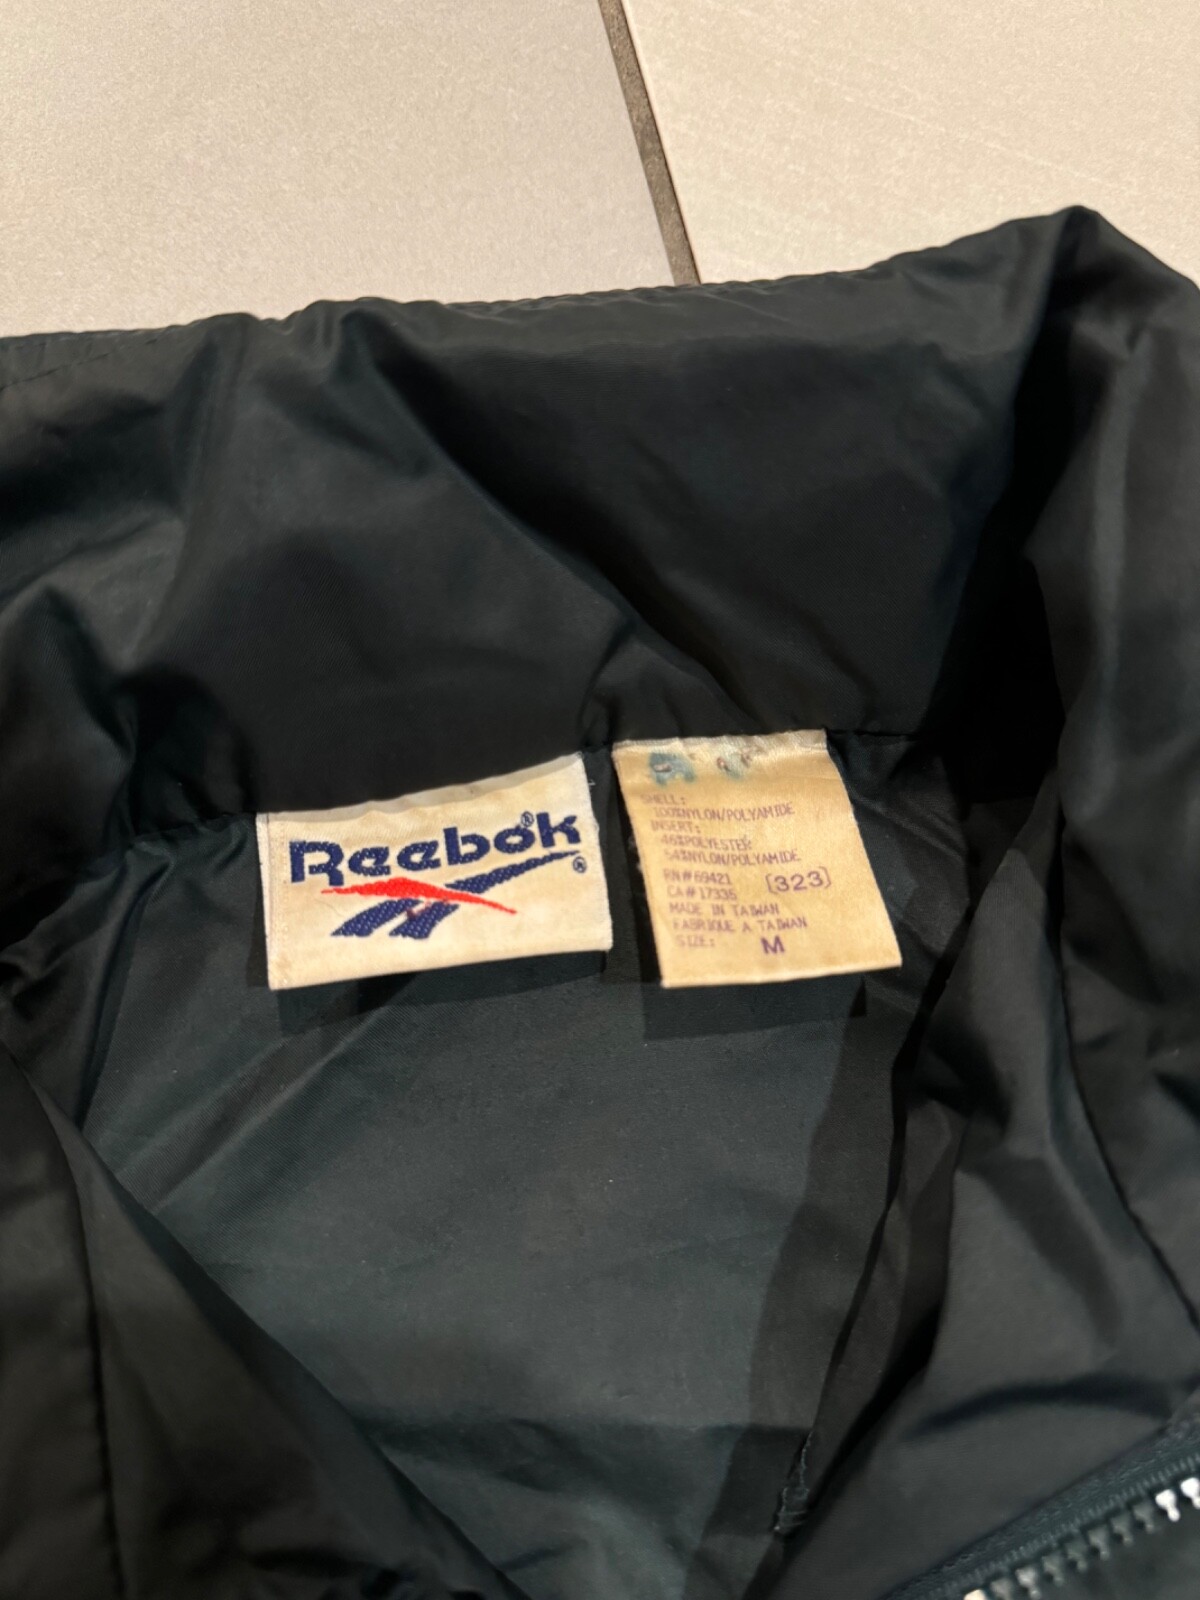 Reebok®
®
SHELL:
100%NYLON/POLYAMIDE
INSERT:
46%POLYESTER
54%NYLON/POLYAMIDE
RN#69421 [323]
CA#17336
MADE IN TAIWAN
FABRIQUE A TAIWAN
SIZE: M